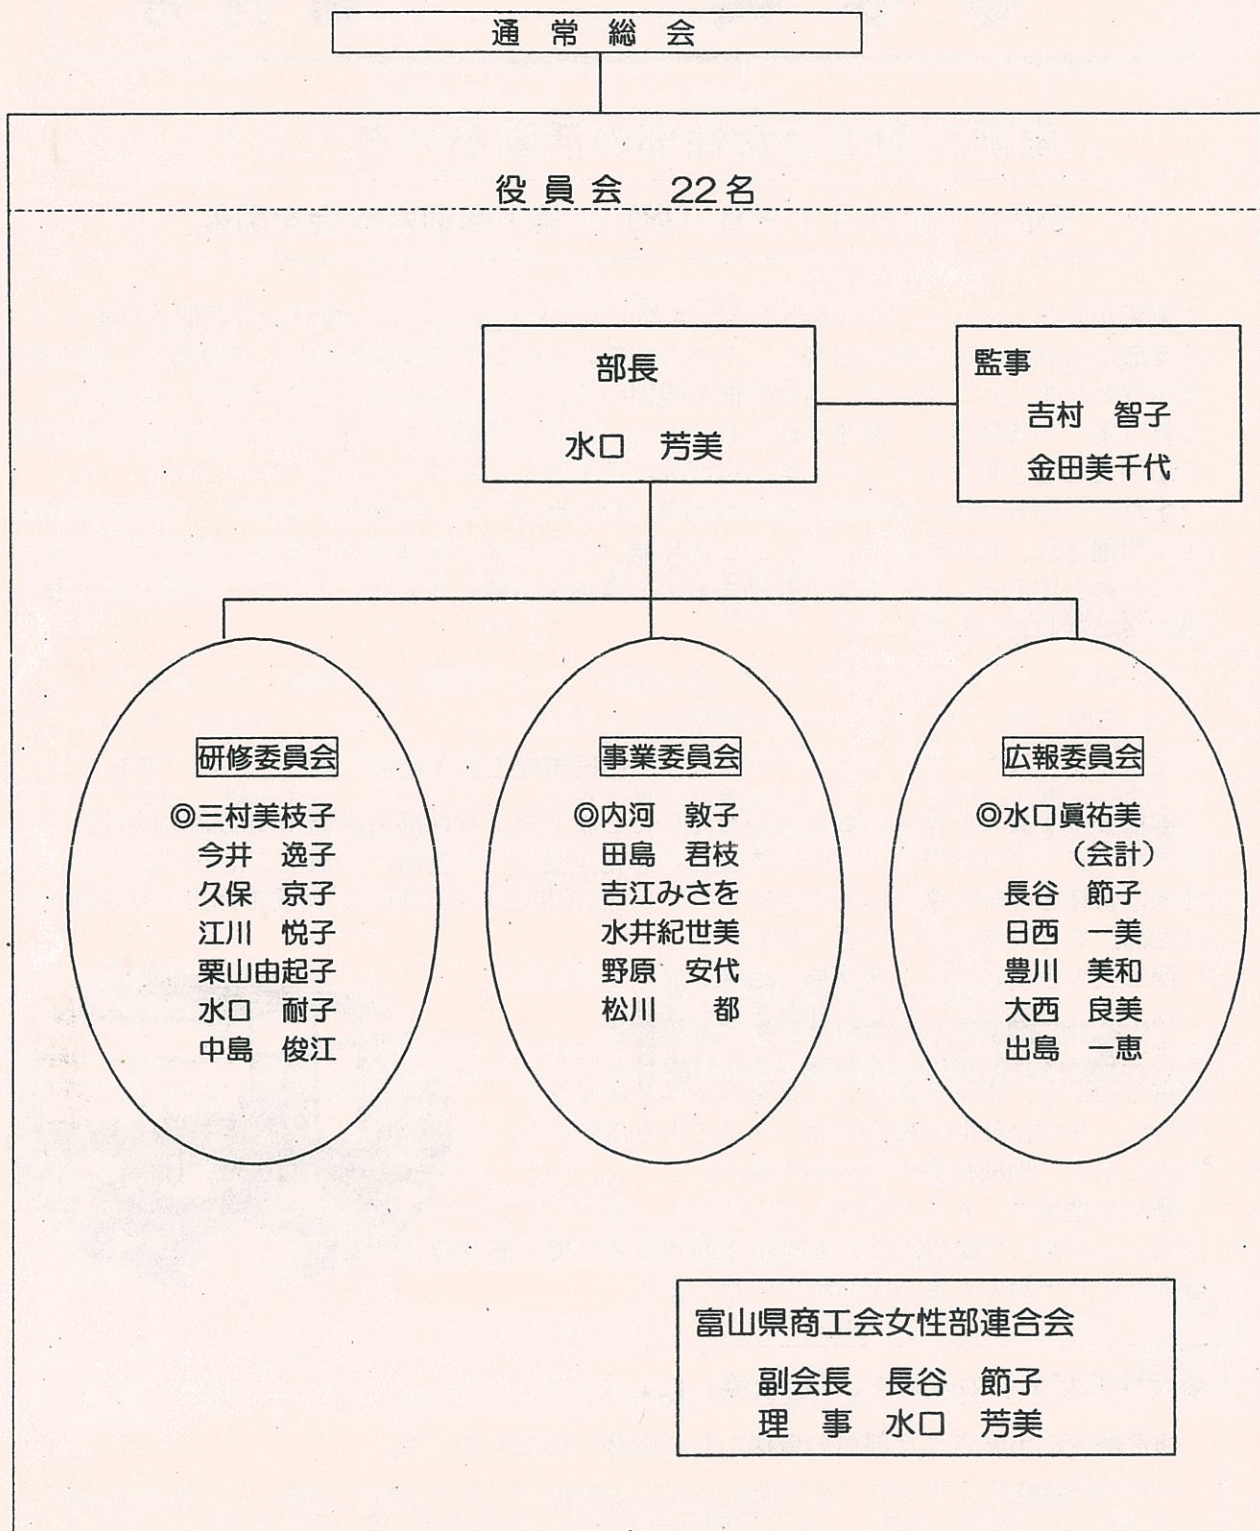 通 常 総 会
役 員 会　22名
部長
水口　芳美
監事
吉村　智子
金田美千代
研修委員会
◎三村美枝子
今井　逸子
久保　京子
江川　悦子
栗山由起子
水口　耐子
中島　俊江
事業委員会
◎内河　敦子
田島　君枝
吉江みさを
水井紀世美
野原　安代
松川　　都
広報委員会
◎水口眞祐美
（会計）
長谷　節子
日西　一美
豊川　美和
大西　良美
出島　一恵
富山県商工会女性部連合会
副会長　長谷　節子
理　事　水口　芳美